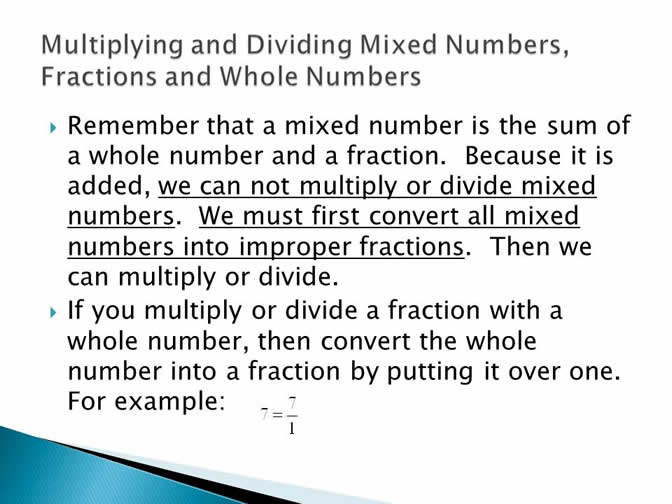 Multiplying and Dividing Mixed Numbers,
Fractions and Whole Numbers
Remember that a mixed number is the sum of
a whole number and a fraction.  Because it is
added, we can not multiply or divide mixed
numbers.  We must first convert all mixed
numbers into improper fractions.  Then we
can multiply or divide.
If you multiply or divide a fraction with a
whole number, then convert the whole
number into a fraction by putting it over one.
For example: 7 = 7/1